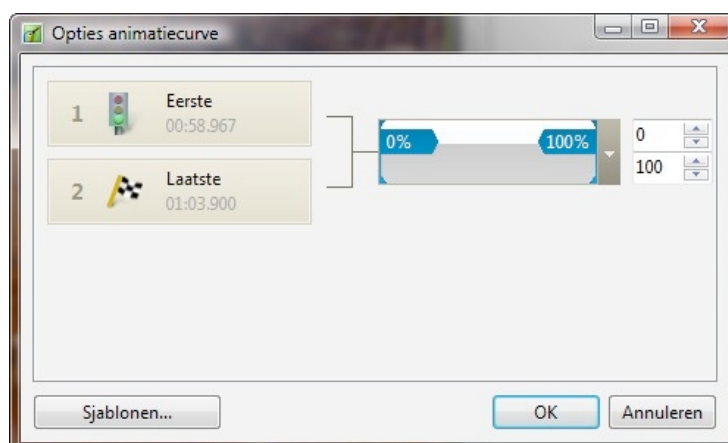 Opties animatiecurve
1
Eerste
00:58.967
2
Laatste
01:03.900
0%
100%
0
100
Sjablonen...
OK
Annuleren